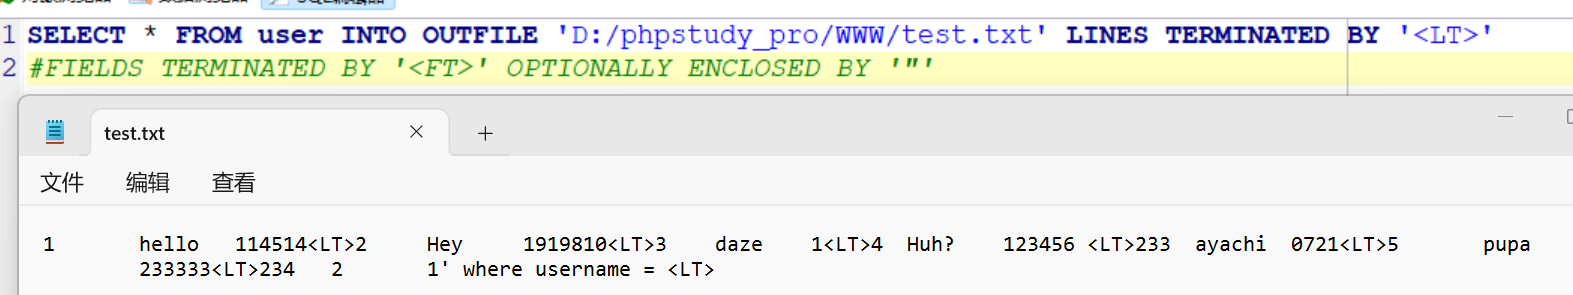 1 SELECT * FROM user INTO OUTFILE 'D:/phpstudy_pro/WWW/test.txt' LINES TERMINATED BY '<LT>'
2 #FIELDS TERMINATED BY '<FT>' OPTIONALLY ENCLOSED BY '"'
test.txt
文件 编辑 查看
1 hello 114514<LT>2 Hey 1919810<LT>3 daze 1<LT>4 Huh? 123456 <LT>233 ayachi 0721<LT>5 pupa
233333<LT>234 2 1' where username = <LT>